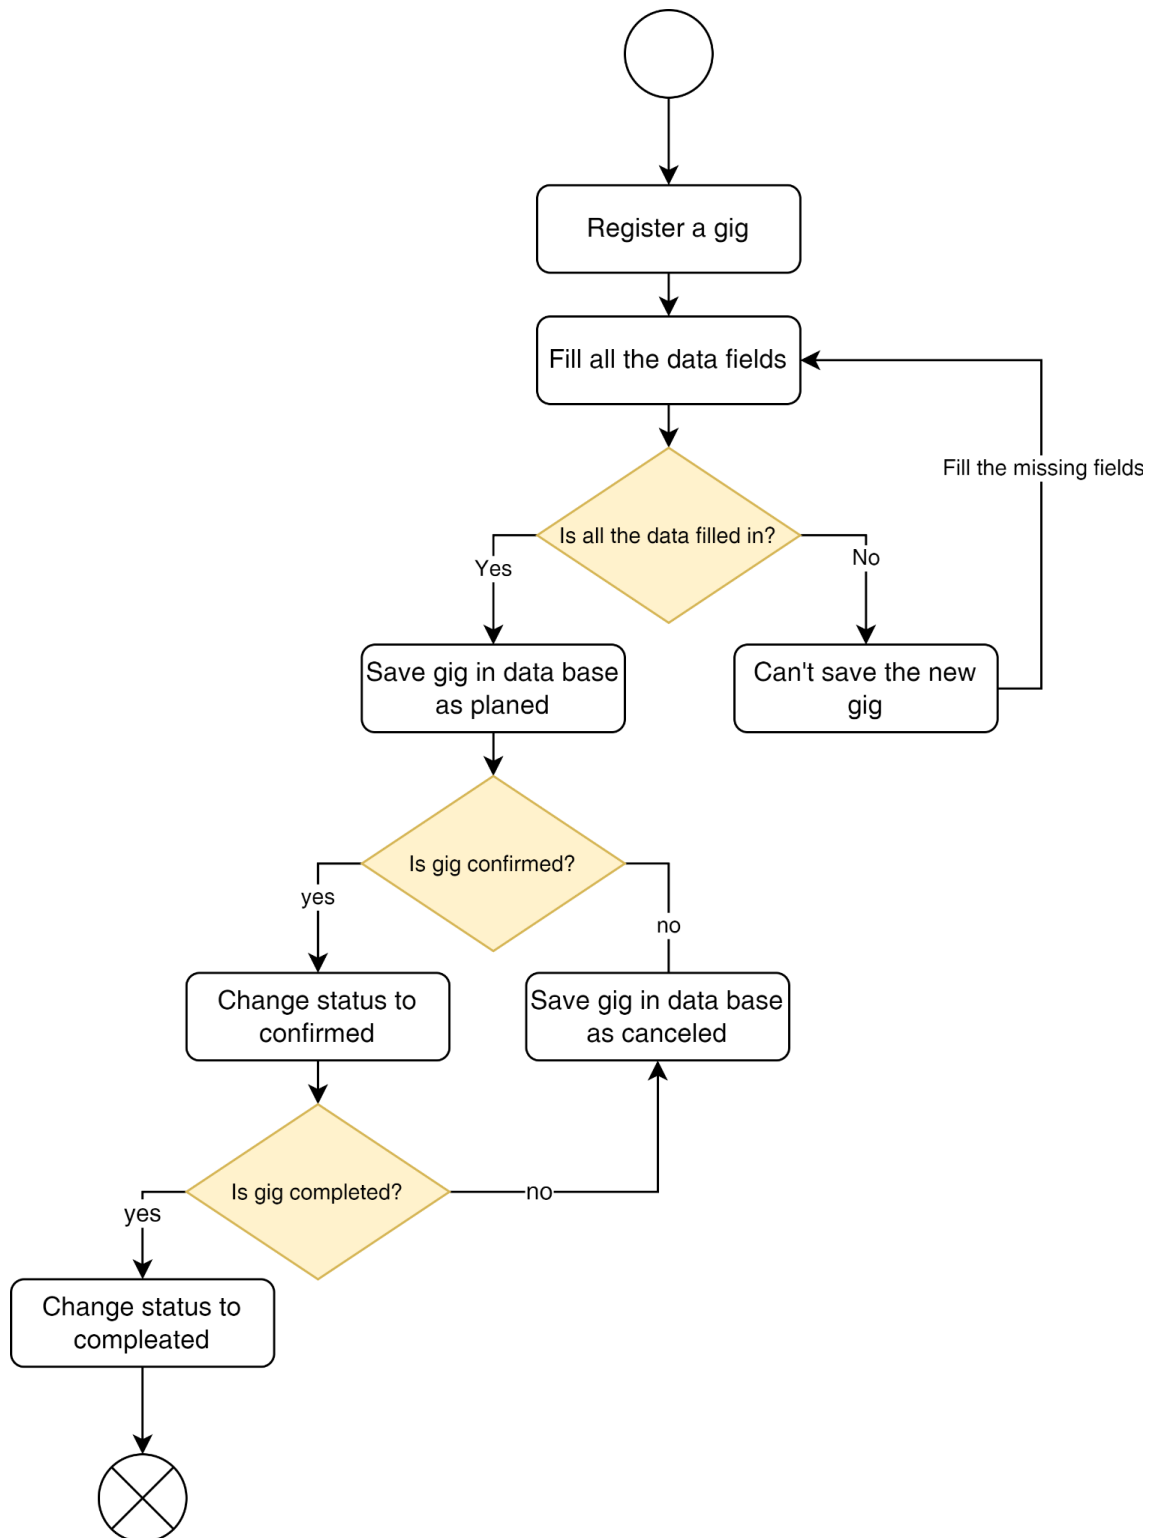 Register a gig
Fill all the data fields
Fill the missing fields
Is all the data filled in?
Yes
No
Save gig in data base
as planed
Can't save the new
gig
Is gig confirmed?
yes
no
Change status to
confirmed
Save gig in data base
as canceled
Is gig completed?
no
yes
Change status to
compleated